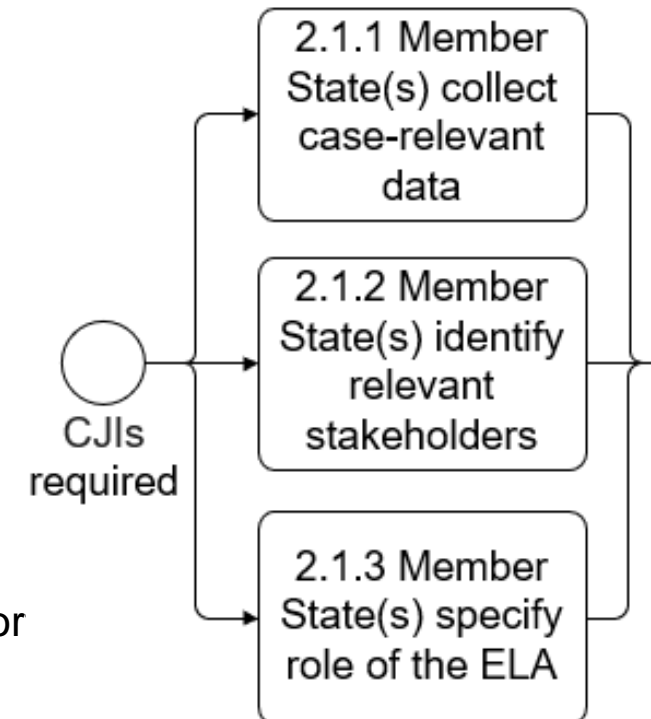 2.1.1 Member
State(s) collect
case-relevant
data
2.1.2 Member
State(s) identify
relevant
stakeholders
CJIs
required
2.1.3 Member
State(s) specify
role of the ELA
or